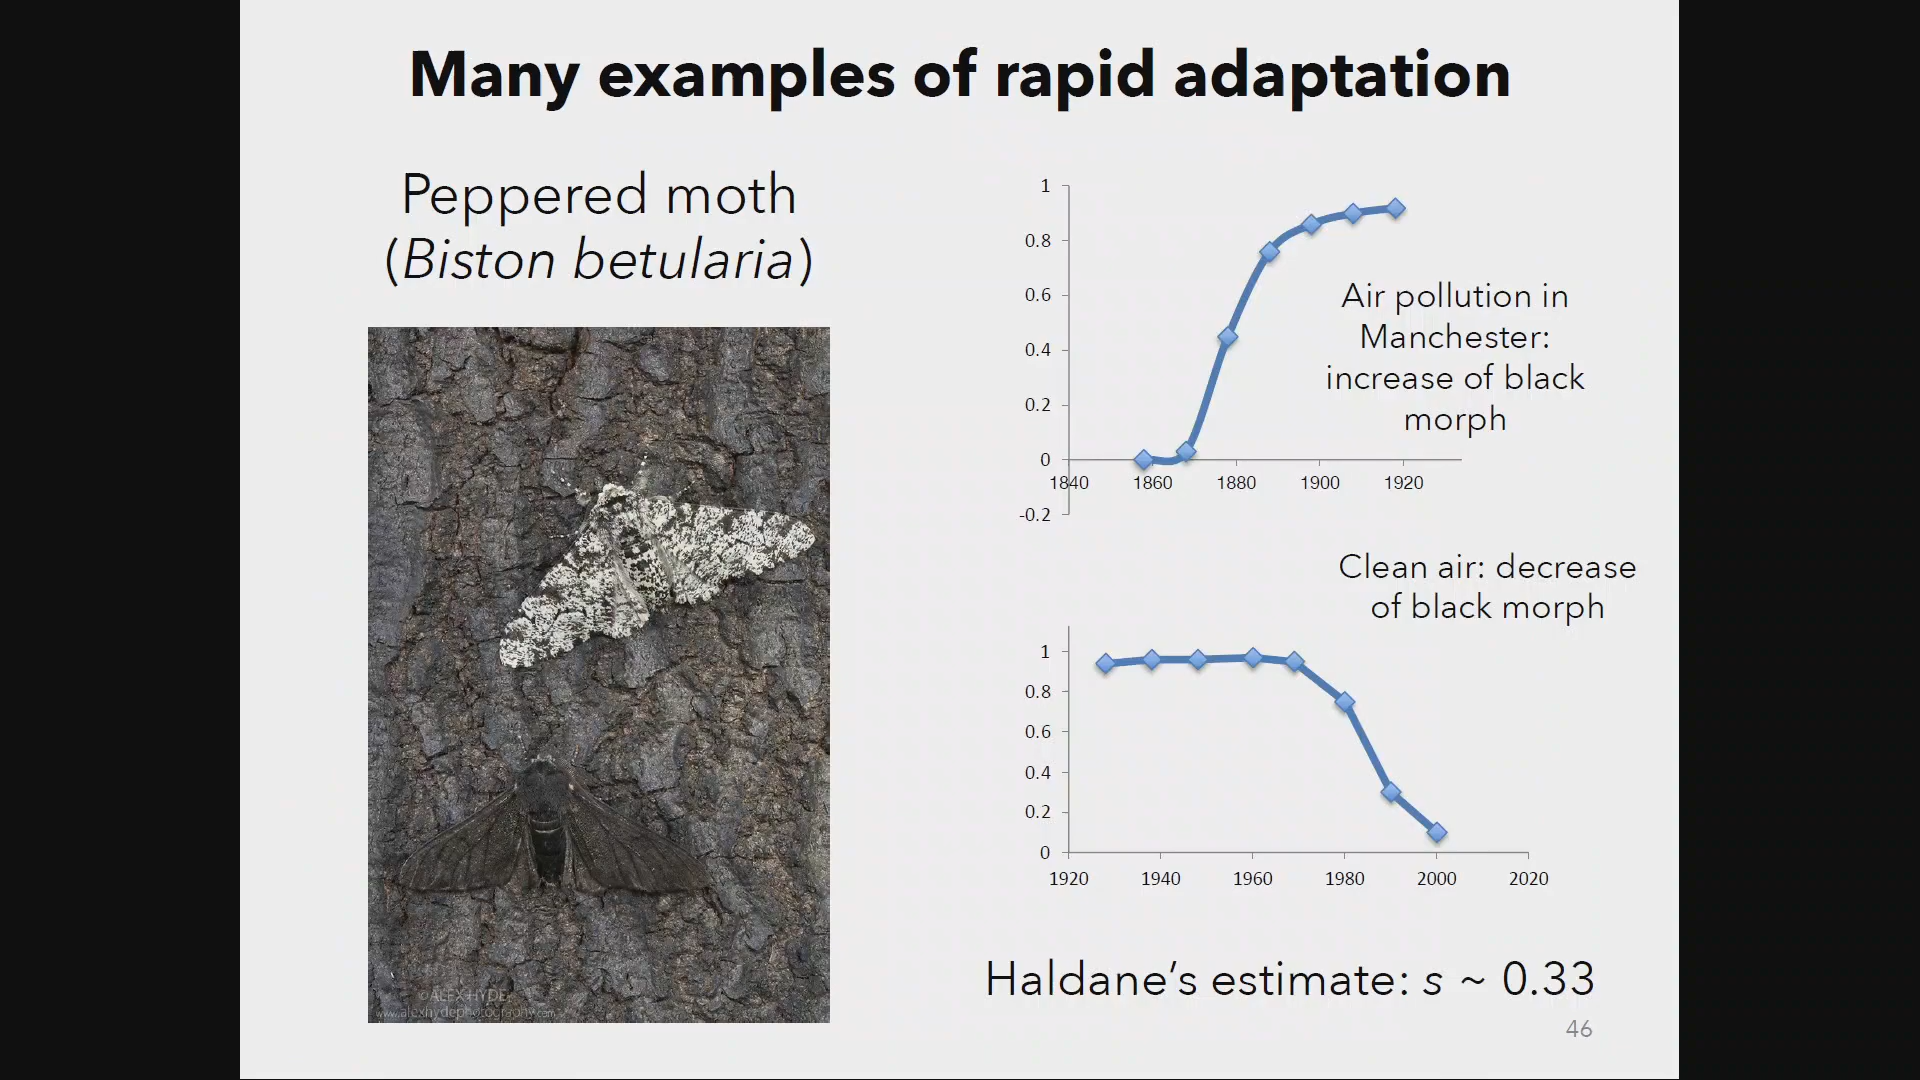 Many examples of rapid adaptation
Peppered moth
(Biston betularia)
1
0.8
0.6
0.4
0.2
0
-0.2
1840 1860 1880 1900 1920
Air pollution in
Manchester:
increase of black
morph
Clean air: decrease
of black morph
1
0.8
0.6
0.4
0.2
0
1920 1940 1960 1980 2000 2020
©ALEX HYDE
www.alexhydephotography.com
Haldane’s estimate: s ~ 0.33
46